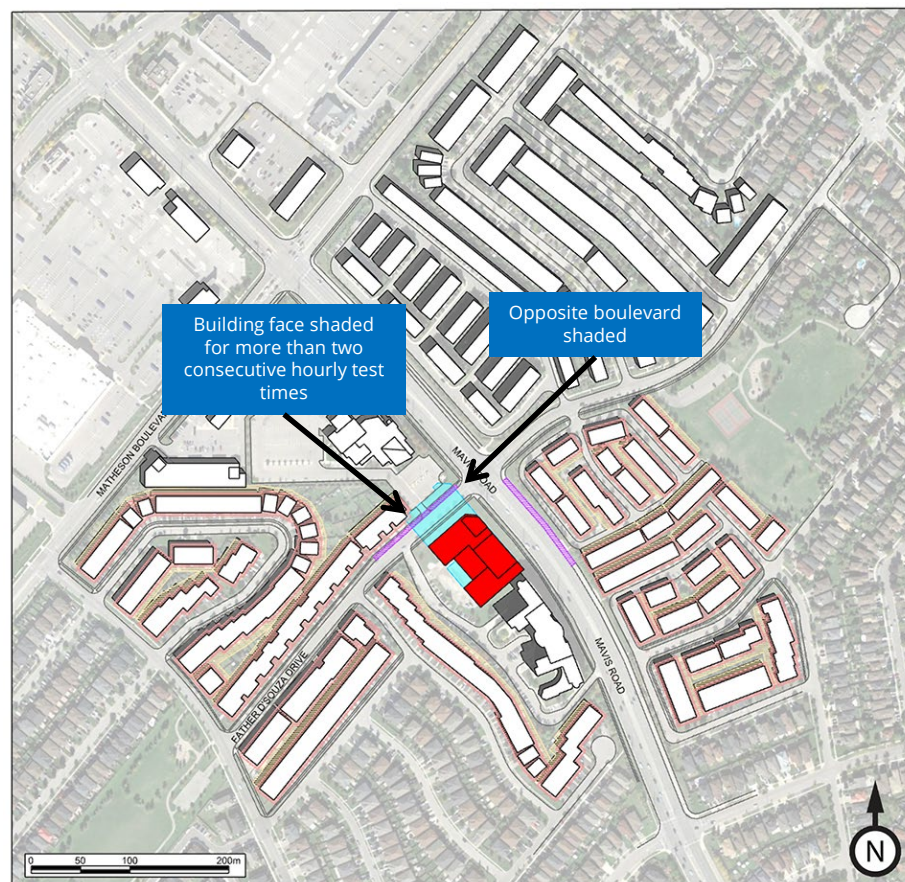 Building face shaded
for more than two
consecutive hourly test
times
Opposite boulevard
shaded
MATHESON BOULEVAR
MAVIS ROAD
MAVIS ROAD
FATHER D'SOUZA DRIVE
0 50 100 200m
N